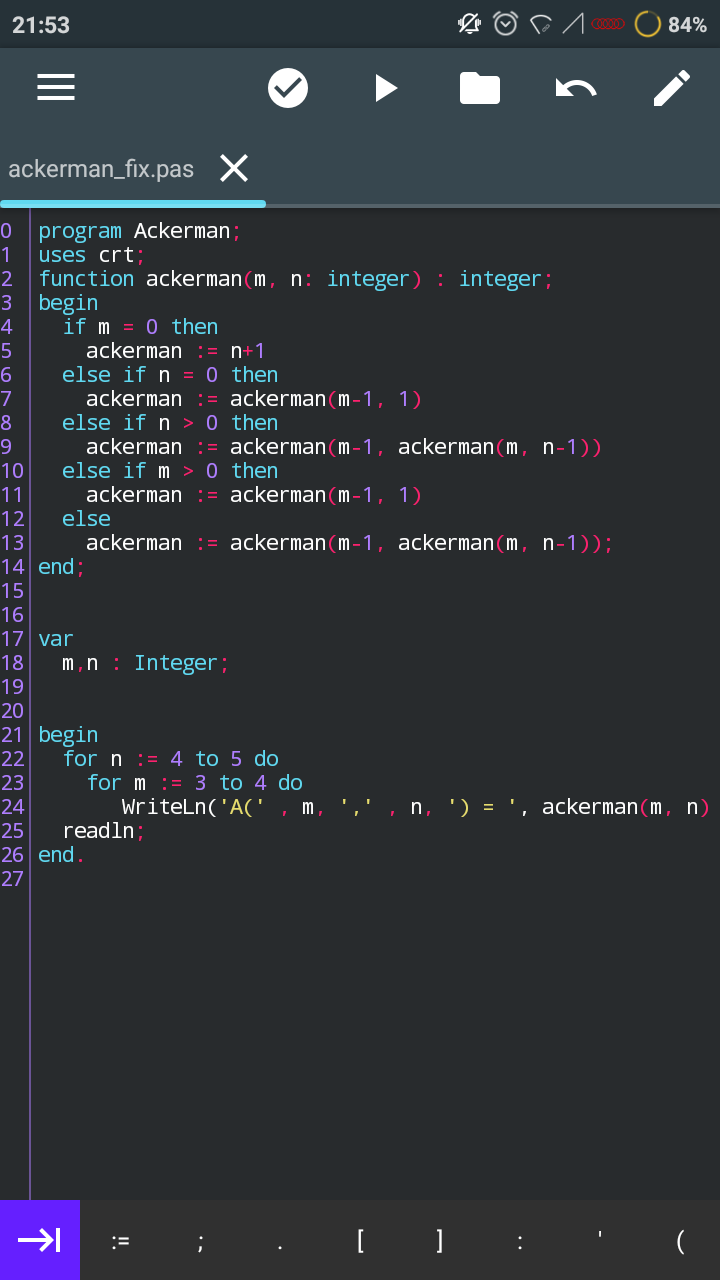 21:53 84%
ackerman_fix.pas
0 program Ackerman;
1 uses crt;
2 function ackerman(m, n: integer) : integer;
3 begin
4 if m = 0 then
5 ackerman := n+1
6 else if n = 0 then
7 ackerman := ackerman(m-1, 1)
8 else if n > 0 then
9 ackerman := ackerman(m-1, ackerman(m, n-1))
10 else if m > 0 then
11 ackerman := ackerman(m-1, 1)
12 else
13 ackerman := ackerman(m-1, ackerman(m, n-1));
14 end;
15
16
17 var
18 m,n : Integer;
19
20
21 begin
22 for n := 4 to 5 do
23 for m := 3 to 4 do
24 WriteLn('A(' , m, ',' , n, ') = ', ackerman(m, n)
25 readln;
26 end.
27
:= ; . [ ] : ' (